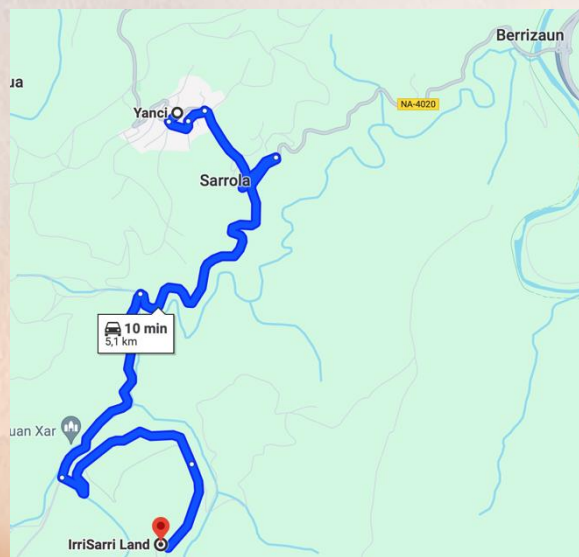 Berrizaun
ua
NA-4020
Yanci
Sarrola
10 min
5,1 km
uan Xar
IrriSarri Land